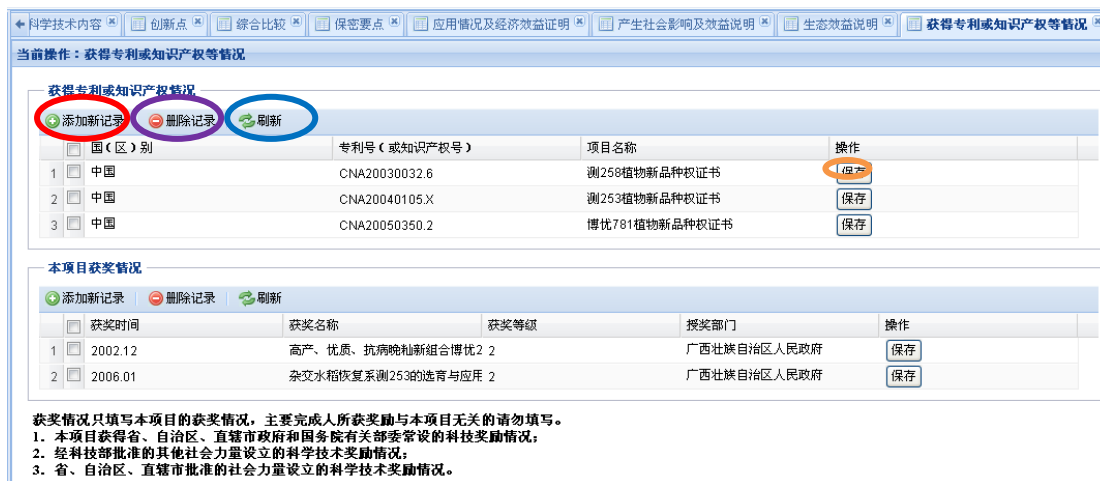 科学技术内容 创新点 综合比较 保密要点 应用情况及经济效益证明 产生社会影响及效益说明 生态效益说明 获得专利或知识产权等情况
当前操作：获得专利或知识产权等情况
获得专利或知识产权情况
添加新记录 删除记录 刷新
国(区)别 专利号(或知识产权号) 项目名称 操作
1 中国 CNA20030032.6 测258植物新品种权证书 保存
2 中国 CNA20040105.X 测253植物新品种权证书 保存
3 中国 CNA20050350.2 博优781植物新品种权证书 保存
本项目获奖情况
添加新记录 删除记录 刷新
获奖时间 获奖名称 获奖等级 授奖部门 操作
1 2002.12 高产、优质、抗病晚籼新组合博优2 2 广西壮族自治区人民政府 保存
2 2006.01 杂交水稻恢复系测253的选育与应用 2 广西壮族自治区人民政府 保存
获奖情况只填写本项目的获奖情况，主要完成人所获奖励与本项目无关的请勿填写。
1. 本项目获得省、自治区、直辖市政府和国务院有关部委常设的科技奖励情况；
2. 经科技部批准的其他社会力量设立的科学技术奖励情况；
3. 省、自治区、直辖市批准的社会力量设立的科学技术奖励情况。